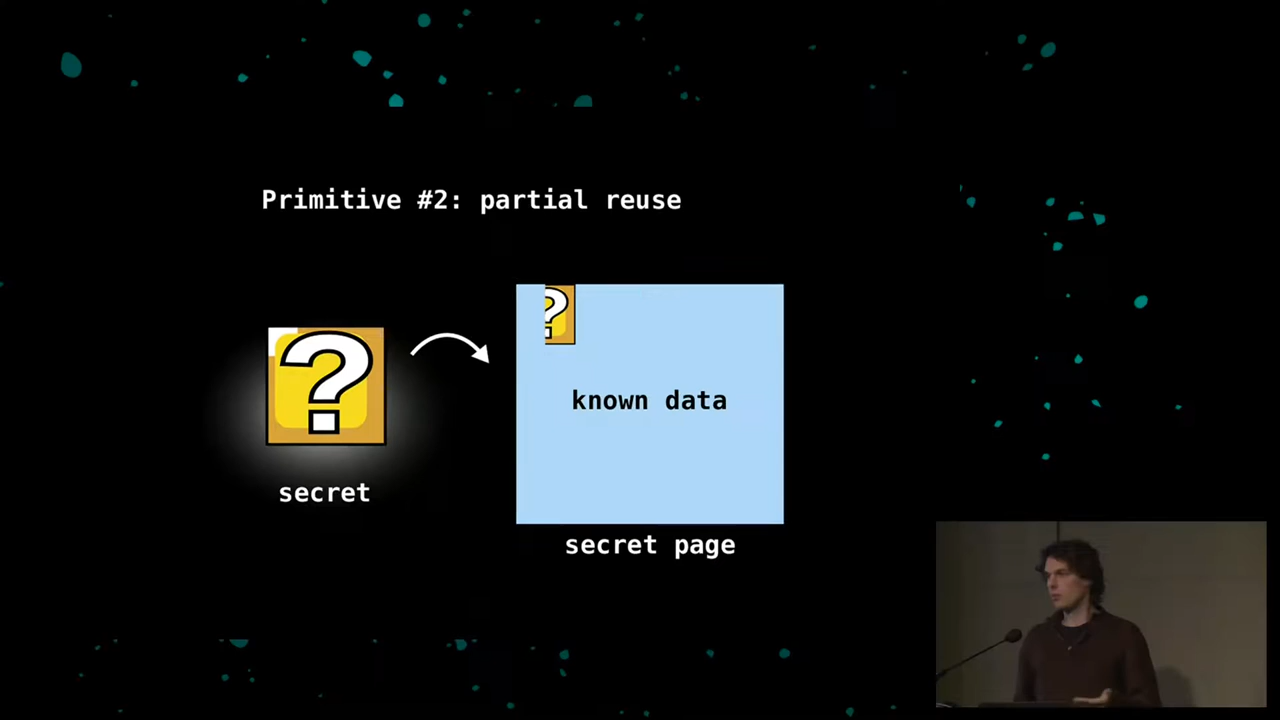 Primitive #2: partial reuse
?
?
known data
secret
secret page